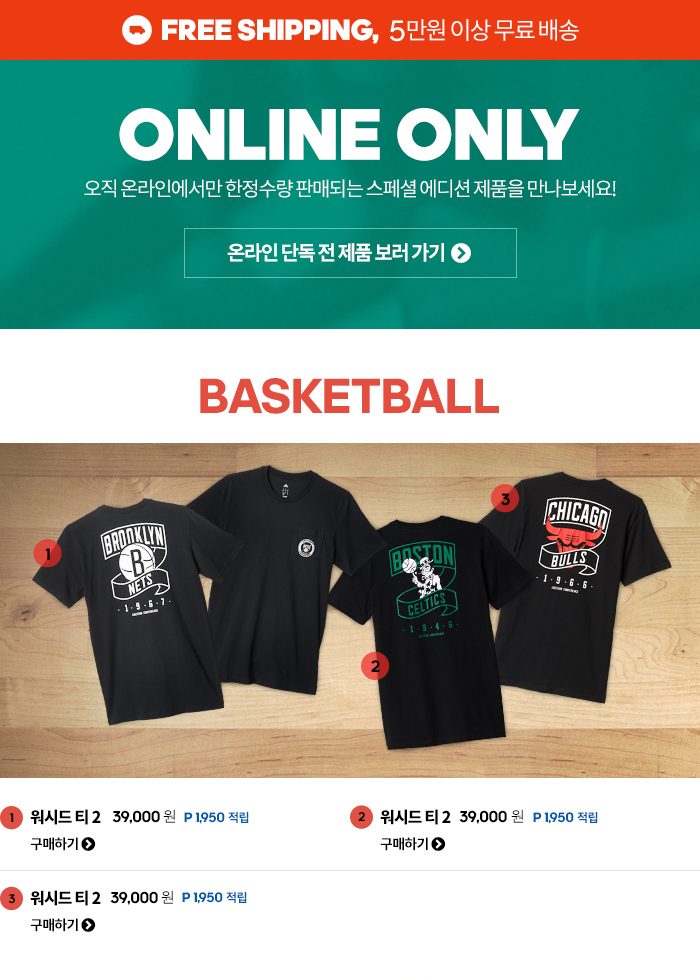 FREE SHIPPING, 5만원 이상 무료 배송
ONLINE ONLY
오직 온라인에서만 한정수량 판매되는 스페셜 에디션 제품을 만나보세요!
온라인 단독 전 제품 보러 가기
BASKETBALL
1
BROOKLYN
B
NETS
·1·9·6·7·
2
BOSTON
CELTICS
·1·9·4·6·
3
CHICAGO
BULLS
·1·9·6·6·
1 워시드 티 2 39,000 원 P 1,950 적립
구매하기
2 워시드 티 2 39,000 원 P 1,950 적립
구매하기
3 워시드 티 2 39,000 원 P 1,950 적립
구매하기